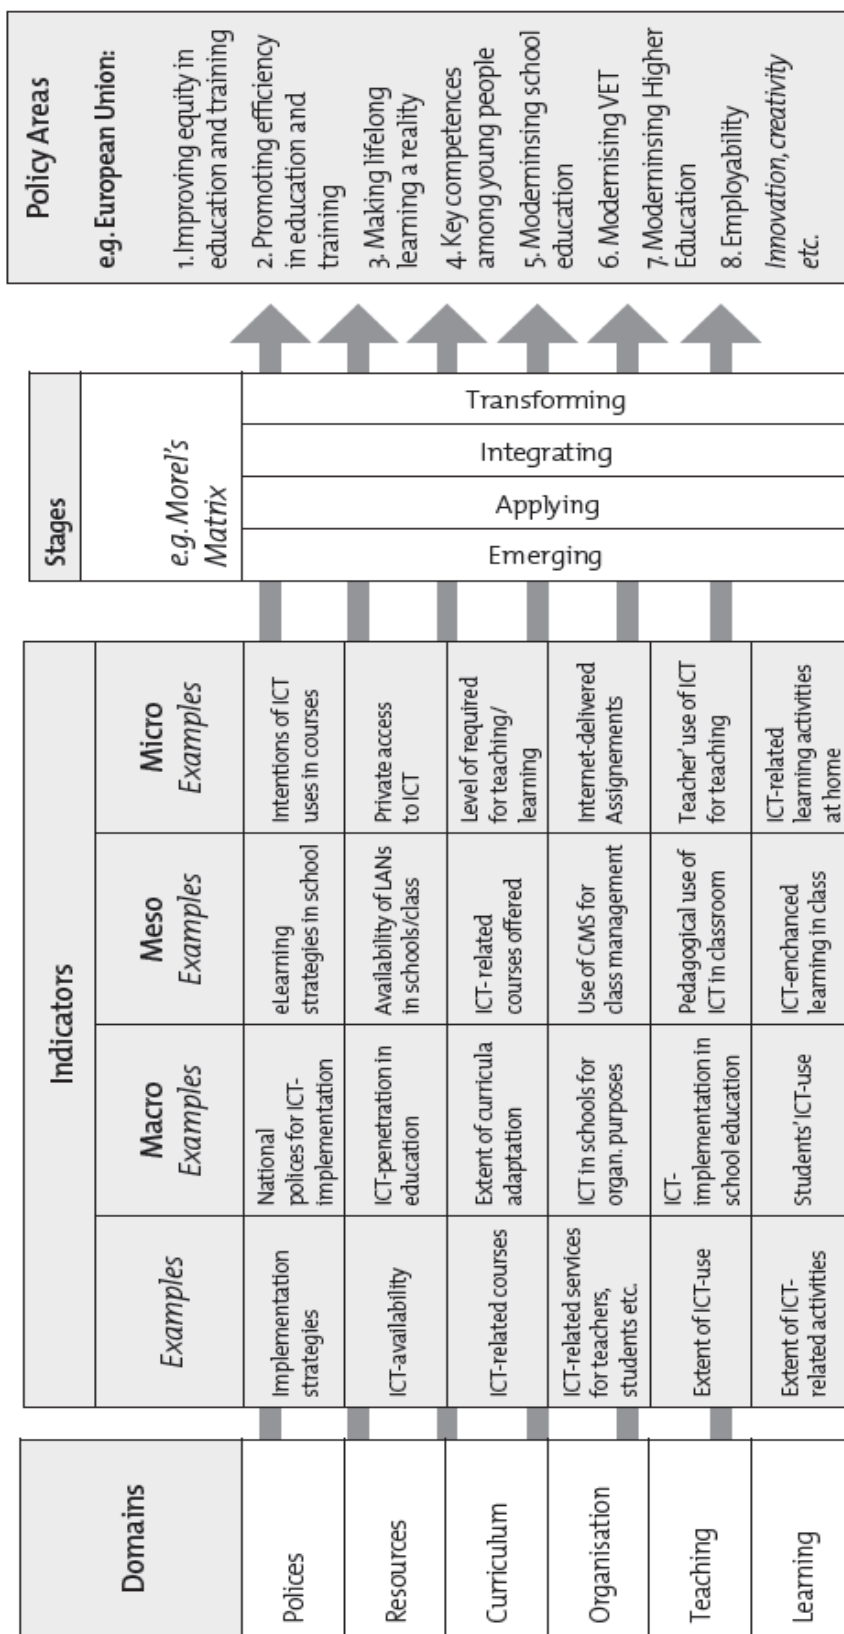 Domains
Indicators
Stages
Policy Areas
Examples
Macro
Examples
Meso
Examples
Micro
Examples
e.g. Morel's
Matrix
e.g. European Union:
Polices
Implementation
strategies
National
polices for ICT-
implementation
eLearning
strategies in school
Intentions of ICT
uses in courses
Resources
ICT-availability
ICT-penetration in
education
Availability of LANs
in schools/class
Private access
to ICT
Curriculum
ICT-related courses
Extent of curricula
adaptation
ICT- related
courses offered
Level of required
for teaching/
learning
Organisation
ICT-related services
for teachers,
students etc.
ICT in schools for
organ. purposes
Use of CMS for
class management
Internet-delivered
Assignements
Teaching
Extent of ICT-use
ICT-
implementation in
school education
Pedagogical use of
ICT in classroom
Teacher' use of ICT
for teaching
Learning
Extent of ICT-
related activities
Students' ICT-use
ICT-enchanced
learning in class
ICT-related
learning activities
at home
Emerging
Applying
Integrating
Transforming
1. Improving equity in
education and training
2. Promoting efficiency
in education and
training
3. Making lifelong
learning a reality
4. Key competences
among young people
5. Moderninsing school
education
6. Modernising VET
7. Moderninsing Higher
Education
8. Employability
Innovation, creativity
etc.